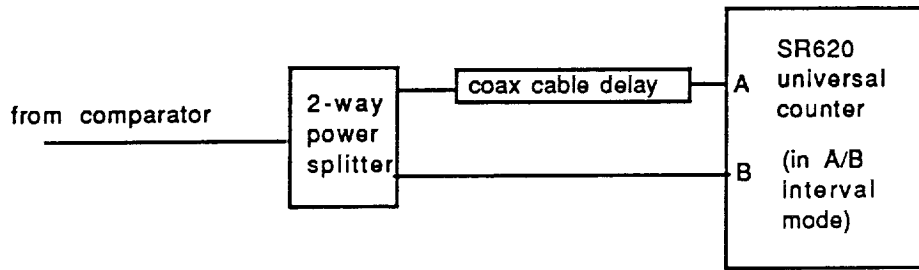 from comparator
2-way
power
splitter
coax cable delay
A
B
SR620
universal
counter
(in A/B
interval
mode)